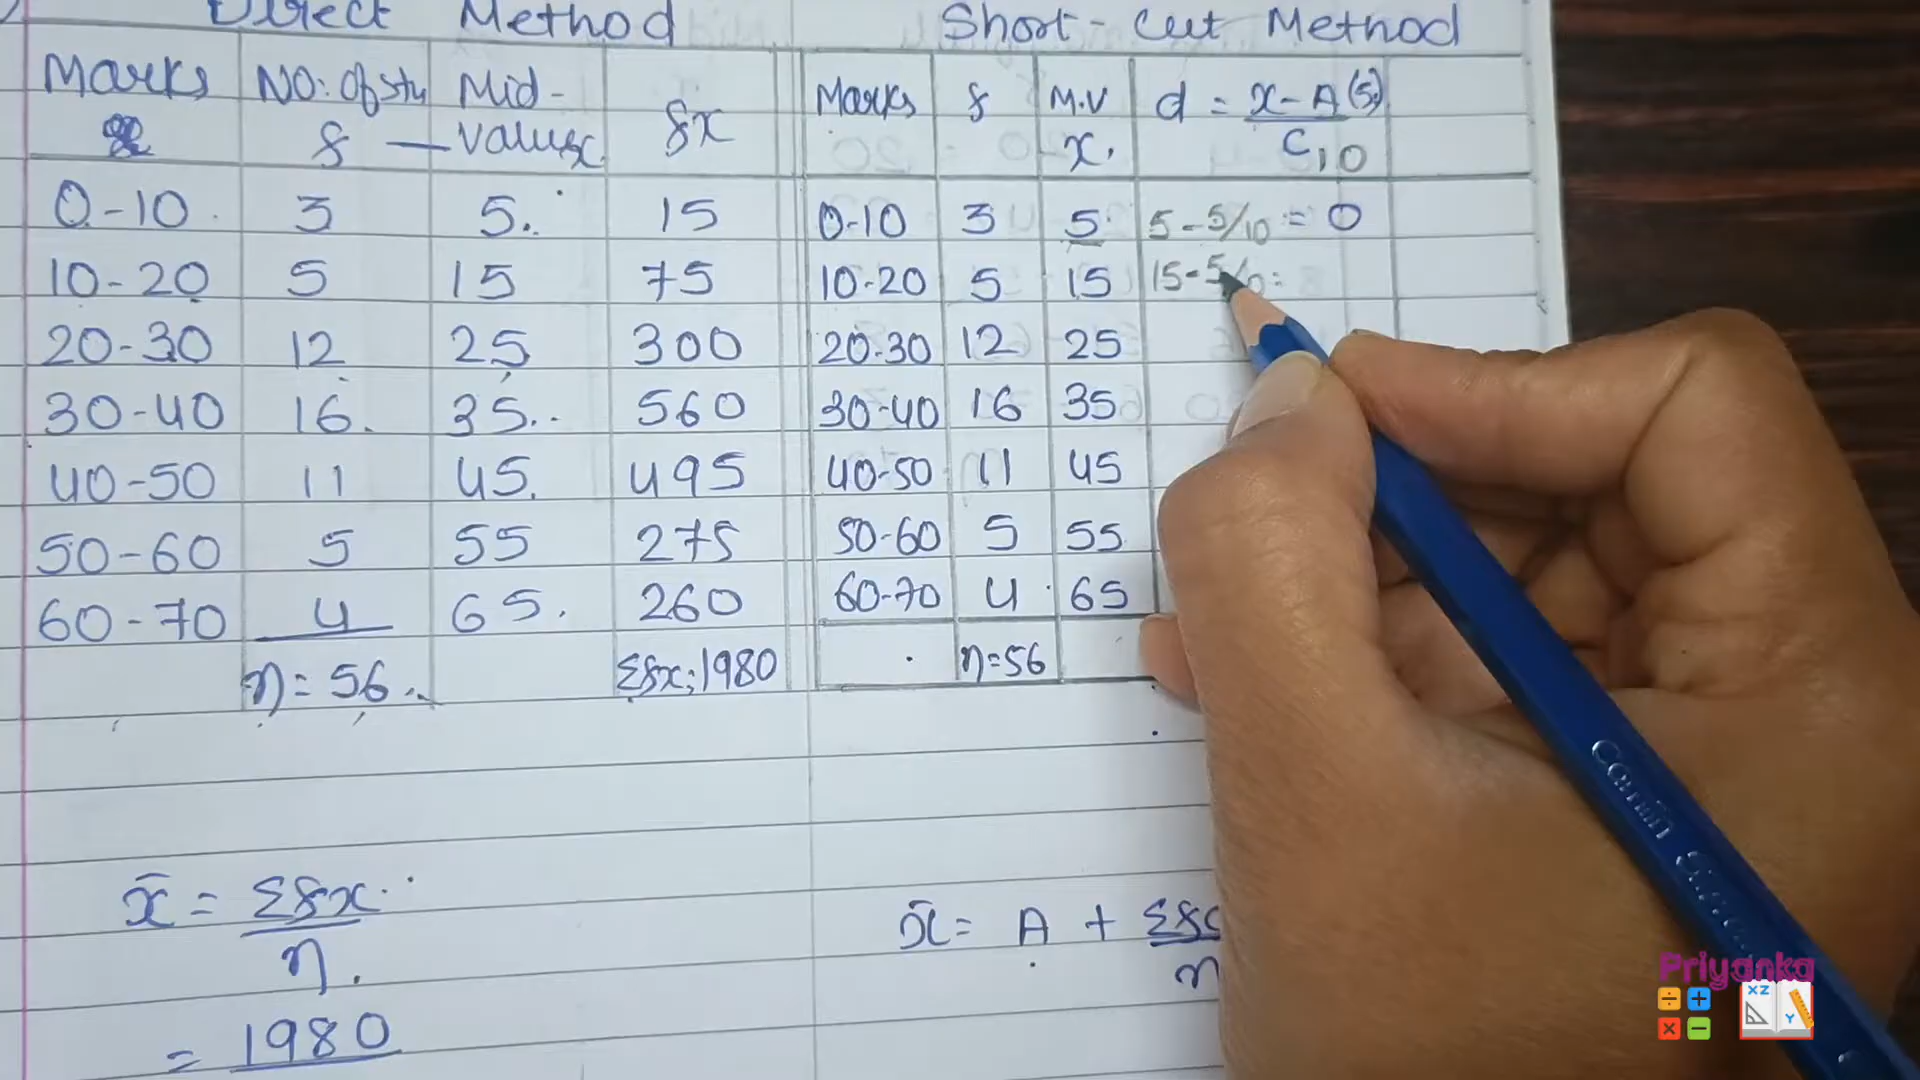 Direct Method
Marks | No. of stu f | Mid-values x | fx
0-10 | 3 | 5. | 15
10-20 | 5 | 15 | 75
20-30 | 12 | 25 | 300
30-40 | 16. | 35.. | 560
40-50 | 11 | 45. | 495
50-60 | 5 | 55 | 275
60-70 | 4 | 65. | 260
n = 56 .. | Σfx = 1980
x̄ = Σfx / n.
= 1980
Short-cut Method
Marks | f | M.V x. | d = x-A(5) / C,10
0-10 | 3 | 5 | 5-5/10 = 0
10-20 | 5 | 15 | 15-5/10 =
20-30 | 12 | 25
30-40 | 16 | 35
40-50 | 11 | 45
50-60 | 5 | 55
60-70 | 4 | 65
n=56
x̄ = A + Σf / n
Camlin
Priyanka
XZ
Y